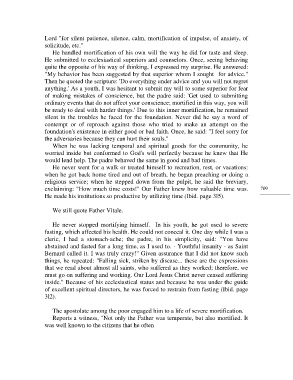 Lord "for silent patience, silence, calm, mortification of impulse, of anxiety, of
solicitude, etc."
He handled mortification of his own will the way he did for taste and sleep.
He submitted to ecclesiastical superiors and counselors. Once, seeing behaving
quite the opposite of his way of thinking, I expressed my surprise. He answered:
"My behavior has been suggested by that superior whom I sought for advice."
Then he quoted the scripture: 'Do everything under advice and you will not regret
anything.' As a youth, I was hesitant to submit my will to some superior for fear
of making mistakes of conscience, but the padre said: 'Get used to submitting
ordinary events that do not affect your conscience; mortified in this way, you will
be ready to deal with harder things.' Due to this inner mortification, he remained
silent in the troubles he faced for the foundation. Never did he say a word of
contempt or of reproach against those who tried to make an attempt on the
foundation's existence in either good or bad faith. Once, he said: "I feel sorry for
the adversaries because they can hurt their souls."
When he was lacking temporal and spiritual goods for the community, he
worried inside but conformed to God's will perfectly because he knew that He
would lend help. The padre behaved the same in good and bad times.
He never went for a walk or treated himself to recreation, rest, or vacations:
when he got back home tired and out of breath, he began preaching or doing a
religious service; when he stepped down from the pulpit, he said the breviary,
exclaiming: "How much time costs!" Our Father knew how valuable time was.
He made his institutions so productive by utilizing time (Ibid. page 315).
709
We still quote Father Vitale.
He never stopped mortifying himself. In his youth, he got used to severe
fasting, which affected his health. He could not conceal it. One day while I was a
cleric, I had a stomach-ache; the padre, in his simplicity, said: "You have
abstained and fasted for a long time, as I used to. - Youthful insanity - as Saint
Bernard called it. I was truly crazy!" Given assurance that I did not know such
things, he repeated: "Falling sick, striken by disease... these are the expressions
that we read about almost all saints, who suffered as they worked; therefore, we
must go on suffering and working. Our Lord Jesus Christ never ceased suffering
inside." Because of his ecclesiastical status and because he was under the guide
of excellent spiritual directors, he was forced to restrain from fasting (ibid. page
312).
The apostolate among the poor engaged him to a life of severe mortification.
Reports a witness, "Not only the Father was temperate, but also mortified. It
was well known to the citizens that he often